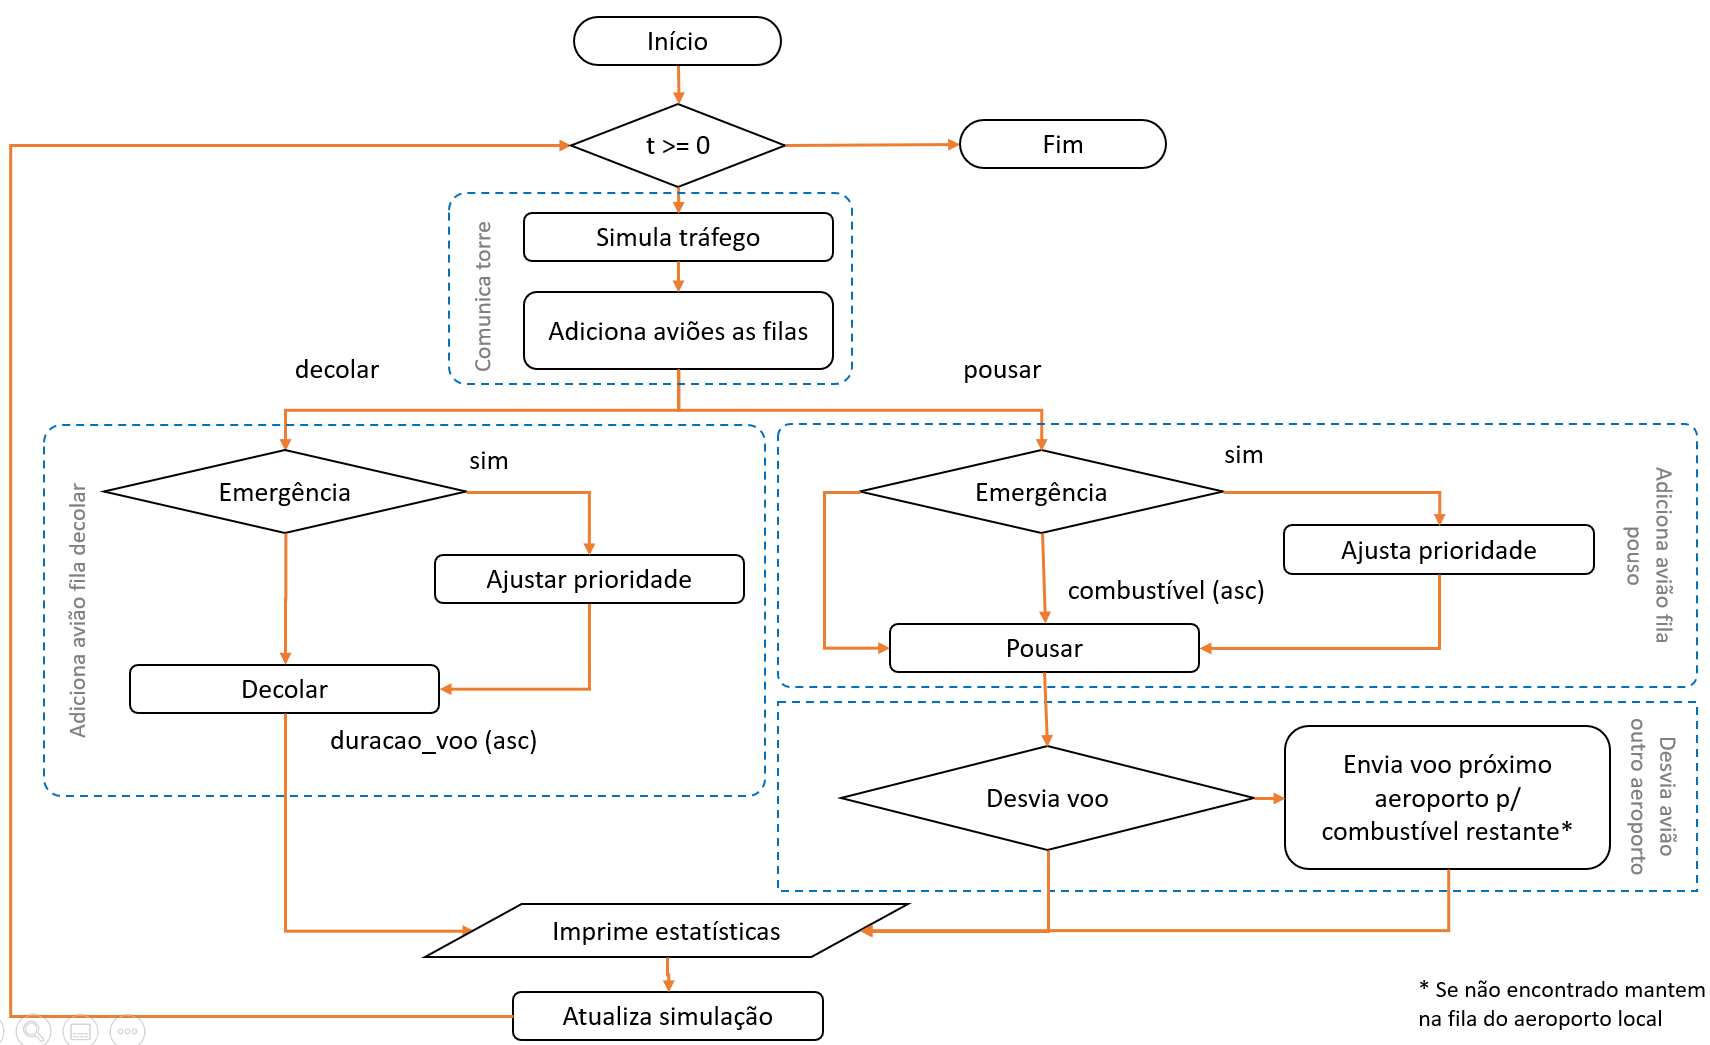 Início
t >= 0
Fim
Comunica torre
Simula tráfego
Adiciona aviões as filas
decolar
pousar
Adiciona avião fila decolar
Emergência
sim
Ajustar prioridade
Decolar
duracao_voo (asc)
Emergência
sim
Ajusta prioridade
combustível (asc)
Pousar
Adiciona avião fila
pouso
Desvia voo
Envia voo próximo
aeroporto p/
combustível restante*
Desvia avião
outro aeroporto
Imprime estatísticas
Atualiza simulação
* Se não encontrado mantem
na fila do aeroporto local